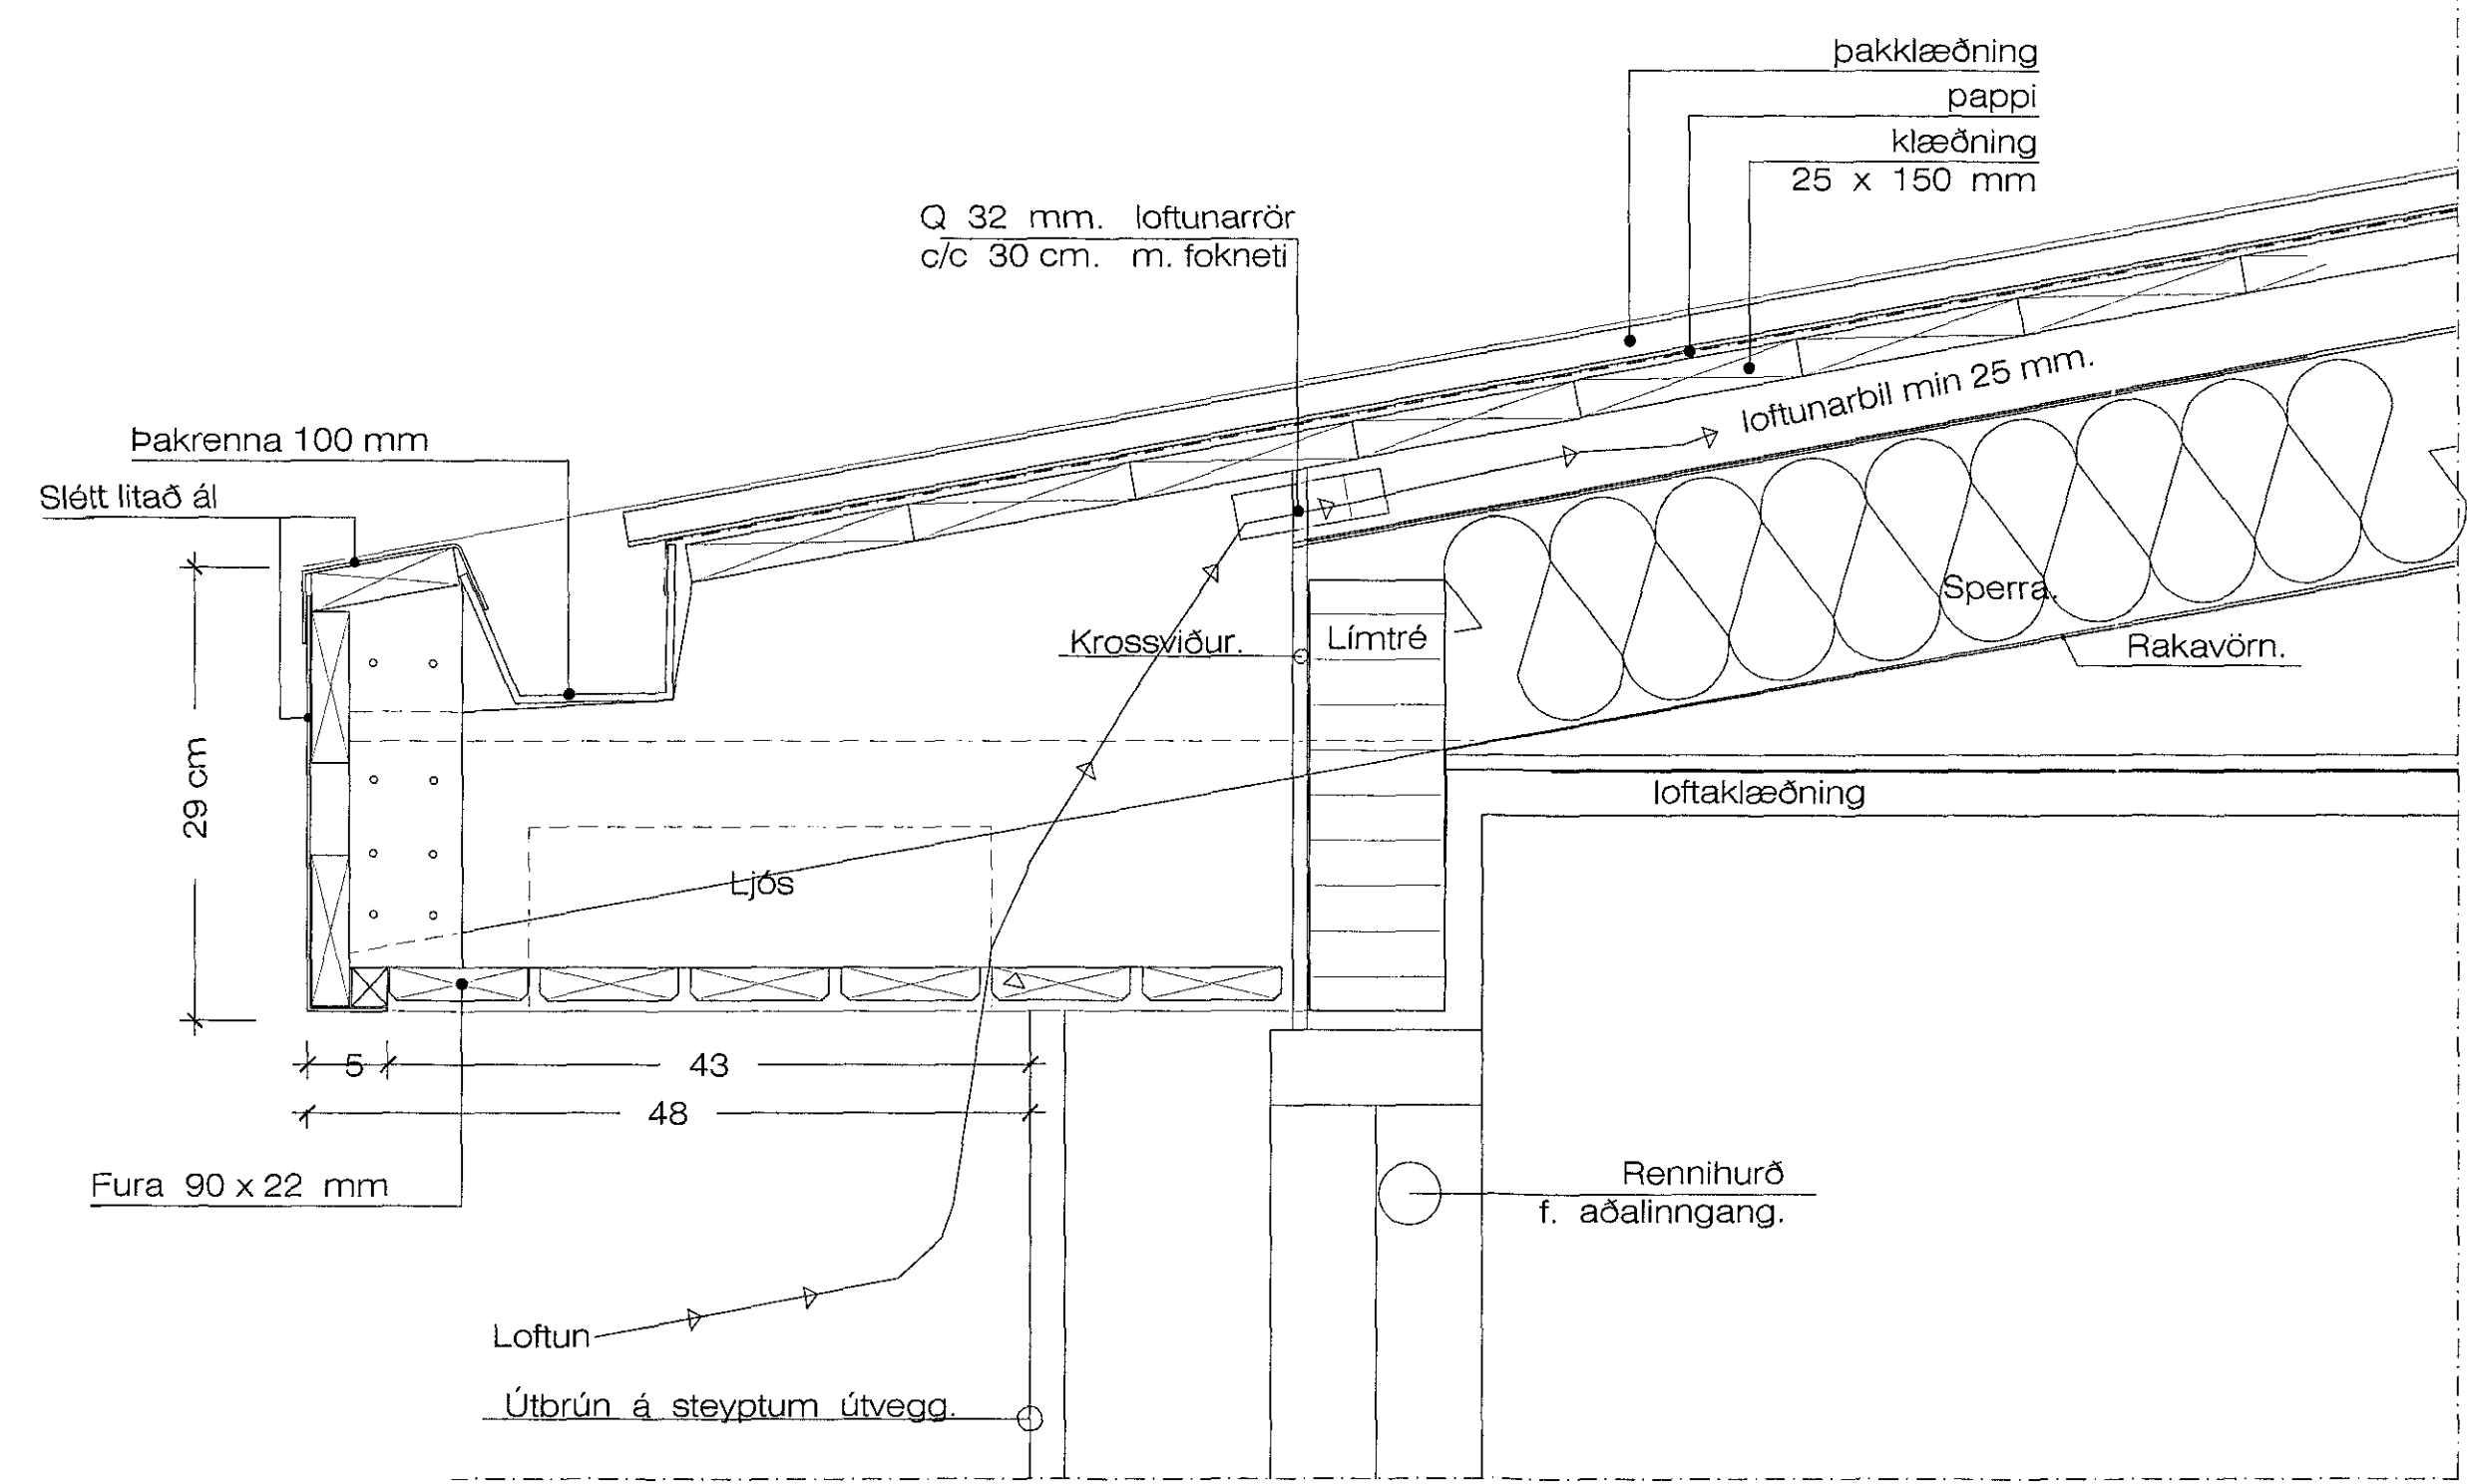 þakklæðning
pappi
klæðning
25 x 150 mm
Q 32 mm. loftunarrör
c/c 30 cm. m. fokneti
loftunarbil min 25 mm.
Þakrenna 100 mm
Slétt litað ál
Sperra.
Krossviður.
Límtré
Rakavörn.
29 cm
loftaklæðning
Ljós
5
43
48
Fura 90 x 22 mm
Rennihurð
f. aðalinngang.
Loftun
Útbrún á steyptum útvegg.